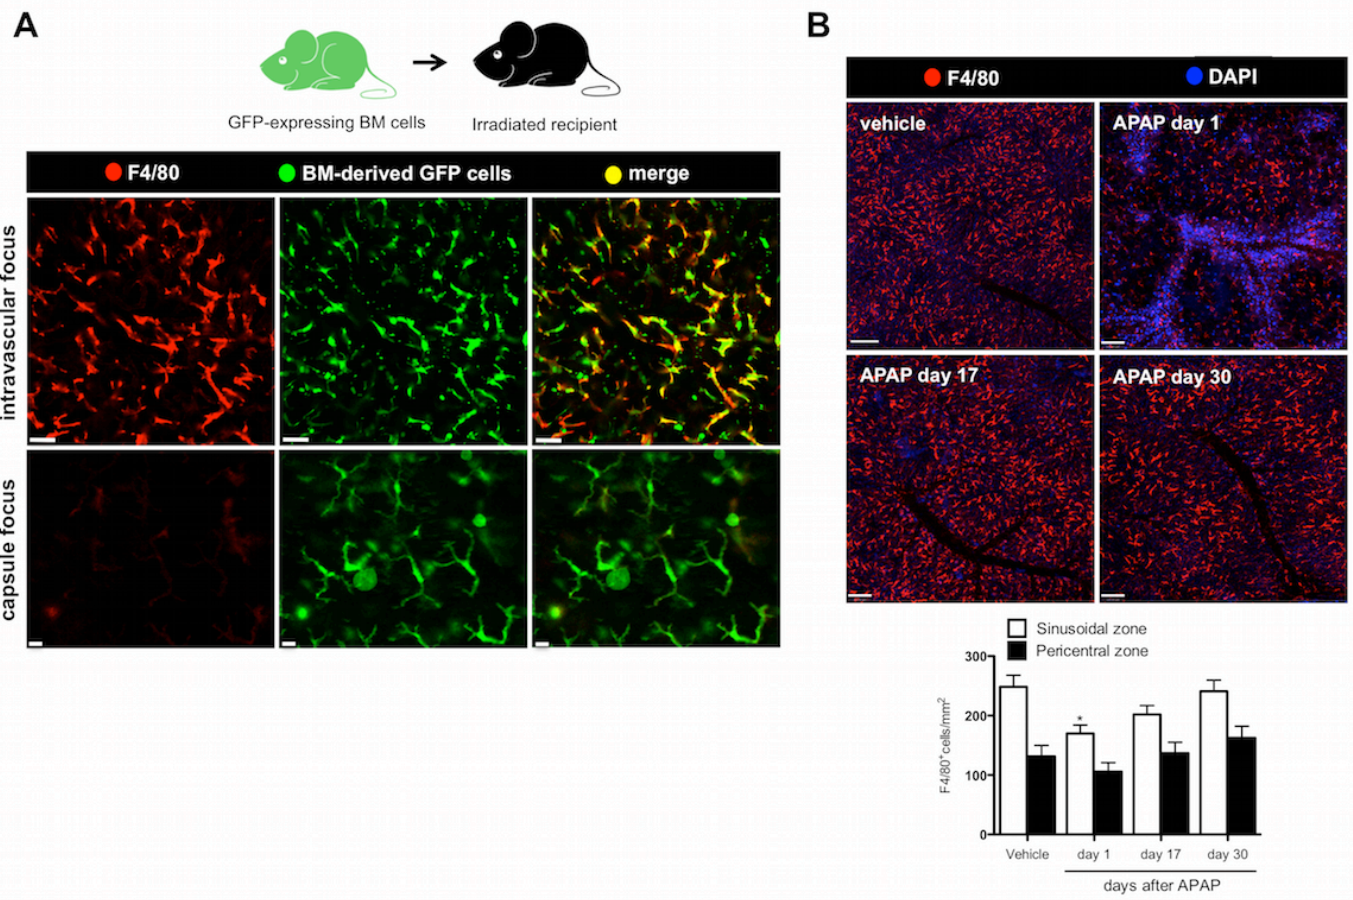 A
GFP-expressing BM cells
Irradiated recipient
F4/80
BM-derived GFP cells
merge
intravascular focus
capsule focus
B
F4/80
DAPI
vehicle
APAP day 1
APAP day 17
APAP day 30
Sinusoidal zone
Pericentral zone
F4/80⁺cells/mm²
300
200
100
0
*
Vehicle
day 1
day 17
day 30
days after APAP